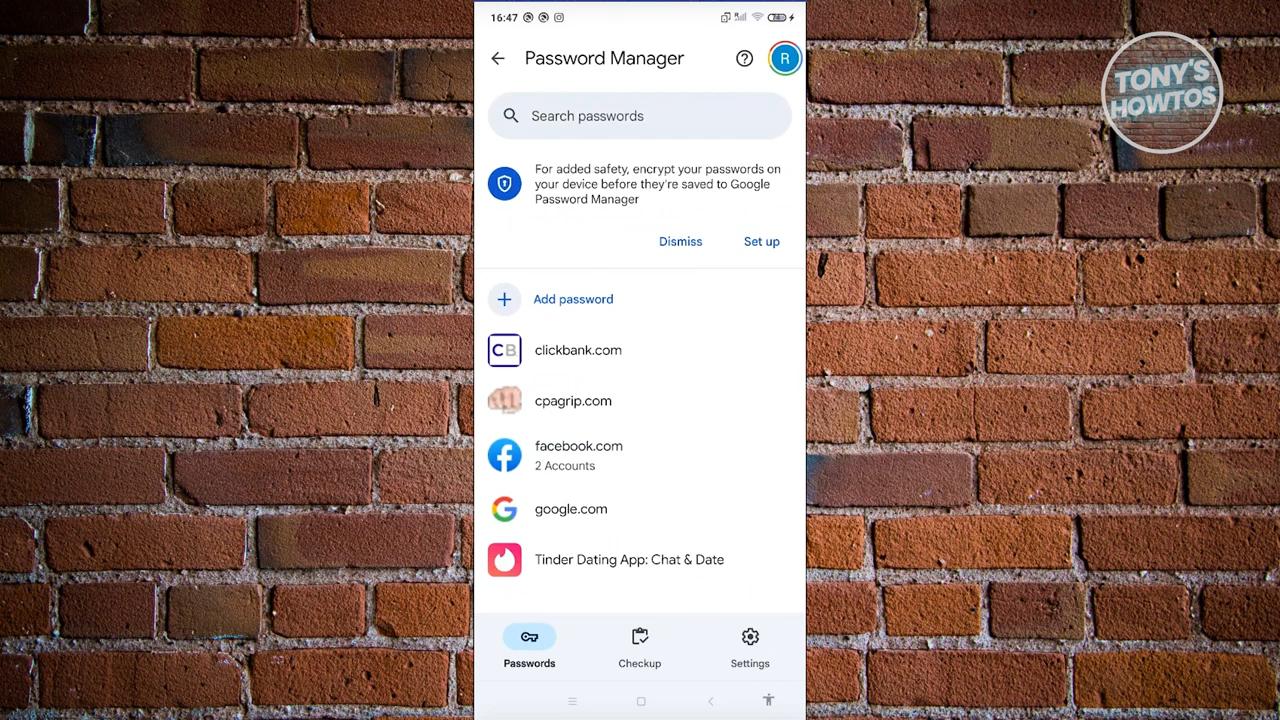 16:47
Password Manager
R
TONY'S
HOWTOS
Search passwords
For added safety, encrypt your passwords on
your device before they're saved to Google
Password Manager
Dismiss
Set up
Add password
CB
clickbank.com
cpagrip.com
facebook.com
2 Accounts
google.com
Tinder Dating App: Chat & Date
Passwords
Checkup
Settings